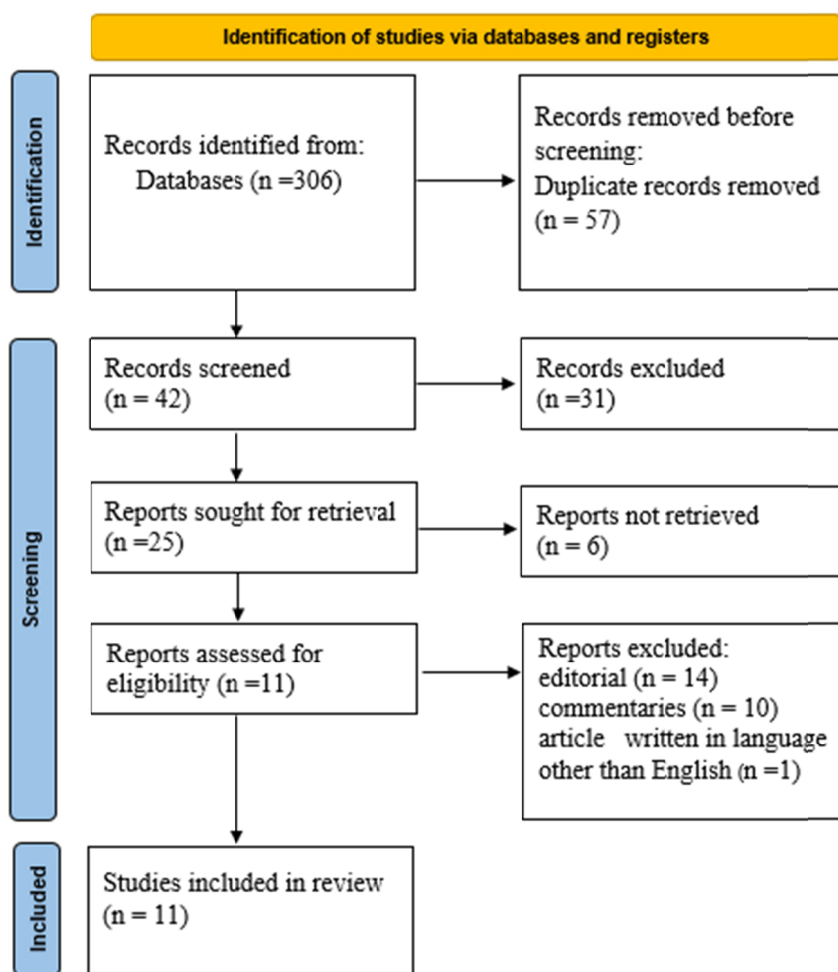 Identification of studies via databases and registers
Identification
Records identified from:
Databases (n =306)
Records removed before
screening:
Duplicate records removed
(n = 57)
Screening
Records screened
(n = 42)
Records excluded
(n =31)
Reports sought for retrieval
(n =25)
Reports not retrieved
(n = 6)
Reports assessed for
eligibility (n =11)
Reports excluded:
editorial (n = 14)
commentaries (n = 10)
article written in language
other than English (n =1)
Included
Studies included in review
(n = 11)